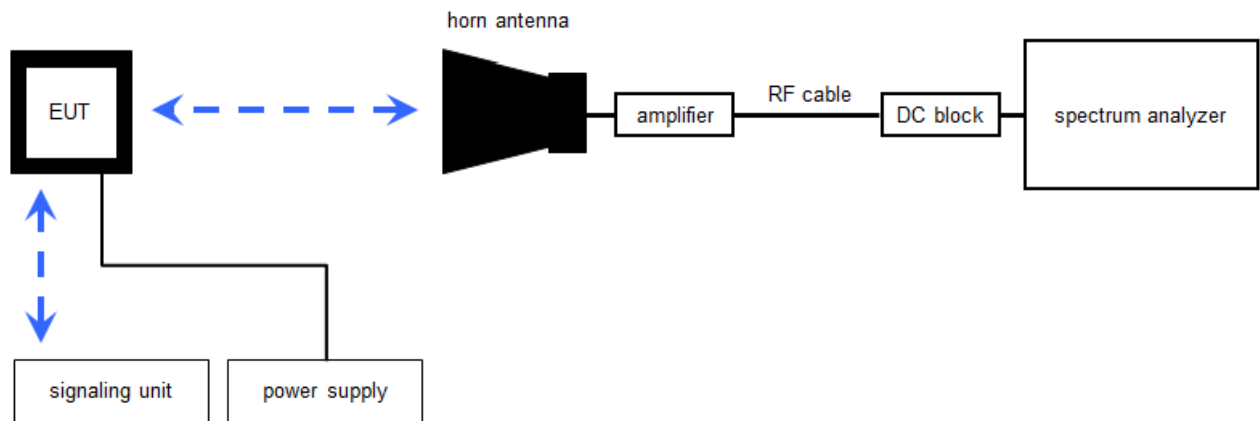 horn antenna
EUT
amplifier
RF cable
DC block
spectrum analyzer
signaling unit
power supply